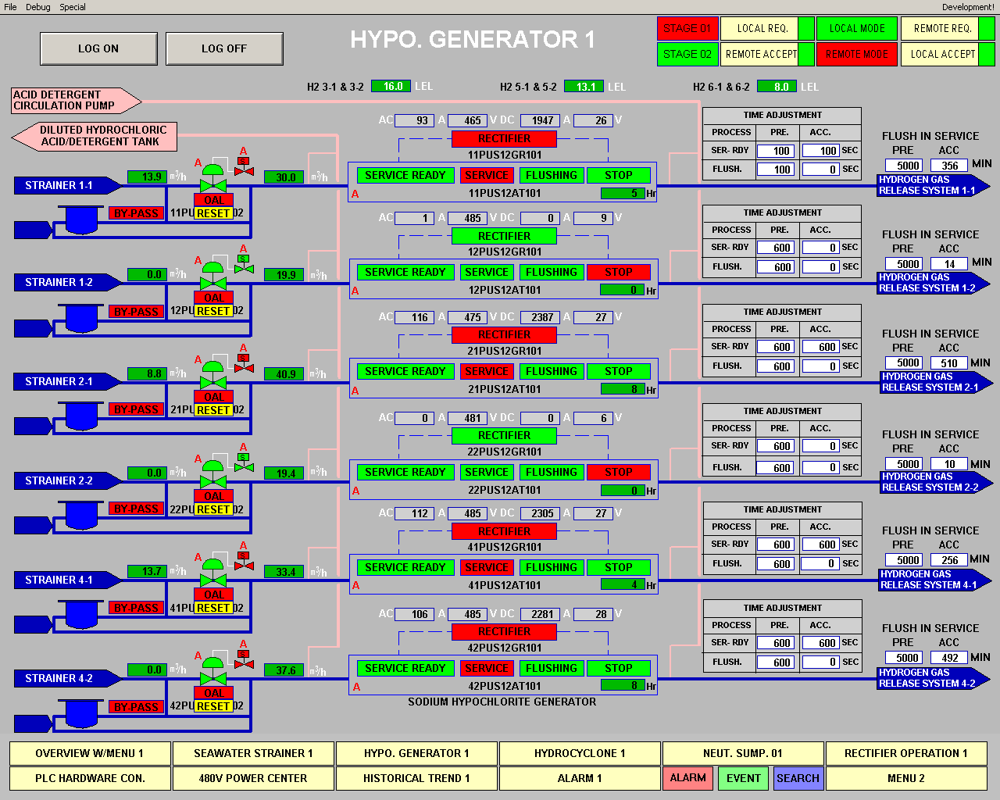 File Debug Special Development!
LOG ON LOG OFF
HYPO. GENERATOR 1
STAGE 01 LOCAL REQ. LOCAL MODE REMOTE REQ.
STAGE 02 REMOTE ACCEPT REMOTE MODE LOCAL ACCEPT
H2 3-1 & 3-2 16.0 LEL H2 5-1 & 5-2 13.1 LEL H2 6-1 & 6-2 8.0 LEL
ACID DETERGENT
CIRCULATION PUMP
DILUTED HYDROCHLORIC
ACID/DETERGENT TANK
AC 93 A 465 V DC 1947 A 26 V
RECTIFIER
11PUS12GR101
TIME ADJUSTMENT
PROCESS PRE. ACC.
SER- RDY 100 100 SEC
FLUSH. 100 0 SEC
FLUSH IN SERVICE
PRE ACC
5000 356 MIN
A A S
13.9 m³/h 30.0 m³/h
STRAINER 1-1
SERVICE READY SERVICE FLUSHING STOP
A 11PUS12AT101 5 Hr
HYDROGEN GAS
RELEASE SYSTEM 1-1
OAL
BY-PASS 11PU RESET 02
AC 1 A 485 V DC 0 A 9 V
RECTIFIER
12PUS12GR101
TIME ADJUSTMENT
PROCESS PRE. ACC.
SER- RDY 600 0 SEC
FLUSH. 600 0 SEC
FLUSH IN SERVICE
PRE ACC
5000 14 MIN
A A S
0.0 m³/h 19.9 m³/h
STRAINER 1-2
SERVICE READY SERVICE FLUSHING STOP
A 12PUS12AT101 0 Hr
HYDROGEN GAS
RELEASE SYSTEM 1-2
OAL
BY-PASS 12PU RESET 02
AC 116 A 475 V DC 2387 A 27 V
RECTIFIER
21PUS12GR101
TIME ADJUSTMENT
PROCESS PRE. ACC.
SER- RDY 600 600 SEC
FLUSH. 600 0 SEC
FLUSH IN SERVICE
PRE ACC
5000 510 MIN
A A S
8.8 m³/h 40.9 m³/h
STRAINER 2-1
SERVICE READY SERVICE FLUSHING STOP
A 21PUS12AT101 8 Hr
HYDROGEN GAS
RELEASE SYSTEM 2-1
OAL
BY-PASS 21PU RESET 02
AC 0 A 481 V DC 0 A 6 V
RECTIFIER
22PUS12GR101
TIME ADJUSTMENT
PROCESS PRE. ACC.
SER- RDY 600 0 SEC
FLUSH. 600 0 SEC
FLUSH IN SERVICE
PRE ACC
5000 10 MIN
A A S
0.0 m³/h 19.4 m³/h
STRAINER 2-2
SERVICE READY SERVICE FLUSHING STOP
A 22PUS12AT101 0 Hr
HYDROGEN GAS
RELEASE SYSTEM 2-2
OAL
BY-PASS 22PU RESET 02
AC 112 A 485 V DC 2305 A 27 V
RECTIFIER
41PUS12GR101
TIME ADJUSTMENT
PROCESS PRE. ACC.
SER- RDY 600 600 SEC
FLUSH. 600 0 SEC
FLUSH IN SERVICE
PRE ACC
5000 256 MIN
A A S
13.7 m³/h 33.4 m³/h
STRAINER 4-1
SERVICE READY SERVICE FLUSHING STOP
A 41PUS12AT101 4 Hr
HYDROGEN GAS
RELEASE SYSTEM 4-1
OAL
BY-PASS 41PU RESET 02
AC 106 A 485 V DC 2281 A 28 V
RECTIFIER
42PUS12GR101
TIME ADJUSTMENT
PROCESS PRE. ACC.
SER- RDY 600 600 SEC
FLUSH. 600 0 SEC
FLUSH IN SERVICE
PRE ACC
5000 492 MIN
A A S
0.0 m³/h 37.6 m³/h
STRAINER 4-2
SERVICE READY SERVICE FLUSHING STOP
A 42PUS12AT101 8 Hr
HYDROGEN GAS
RELEASE SYSTEM 4-2
OAL
BY-PASS 42PU RESET 02
SODIUM HYPOCHLORITE GENERATOR
OVERVIEW W/MENU 1 SEAWATER STRAINER 1 HYPO. GENERATOR 1 HYDROCYCLONE 1 NEUT. SUMP. 01 RECTIFIER OPERATION 1
PLC HARDWARE CON. 480V POWER CENTER HISTORICAL TREND 1 ALARM 1 ALARM EVENT SEARCH MENU 2